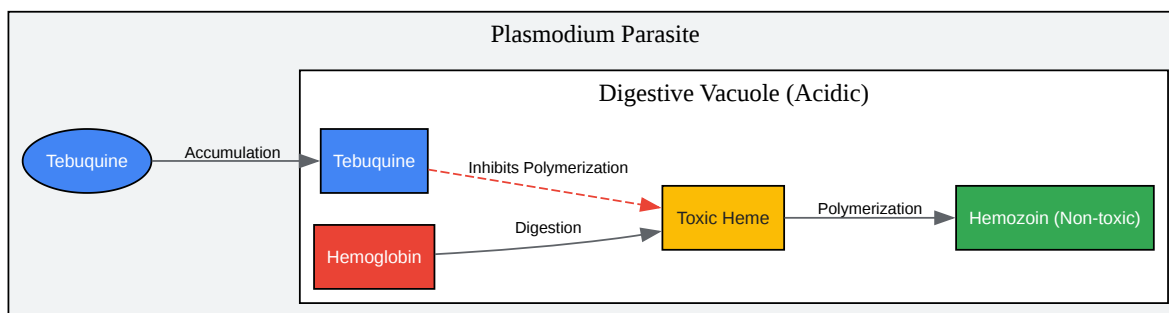 Plasmodium Parasite
Digestive Vacuole (Acidic)
Tebuquine
Accumulation
Tebuquine
Inhibits Polymerization
Hemoglobin
Digestion
Toxic Heme
Polymerization
Hemozoin (Non-toxic)